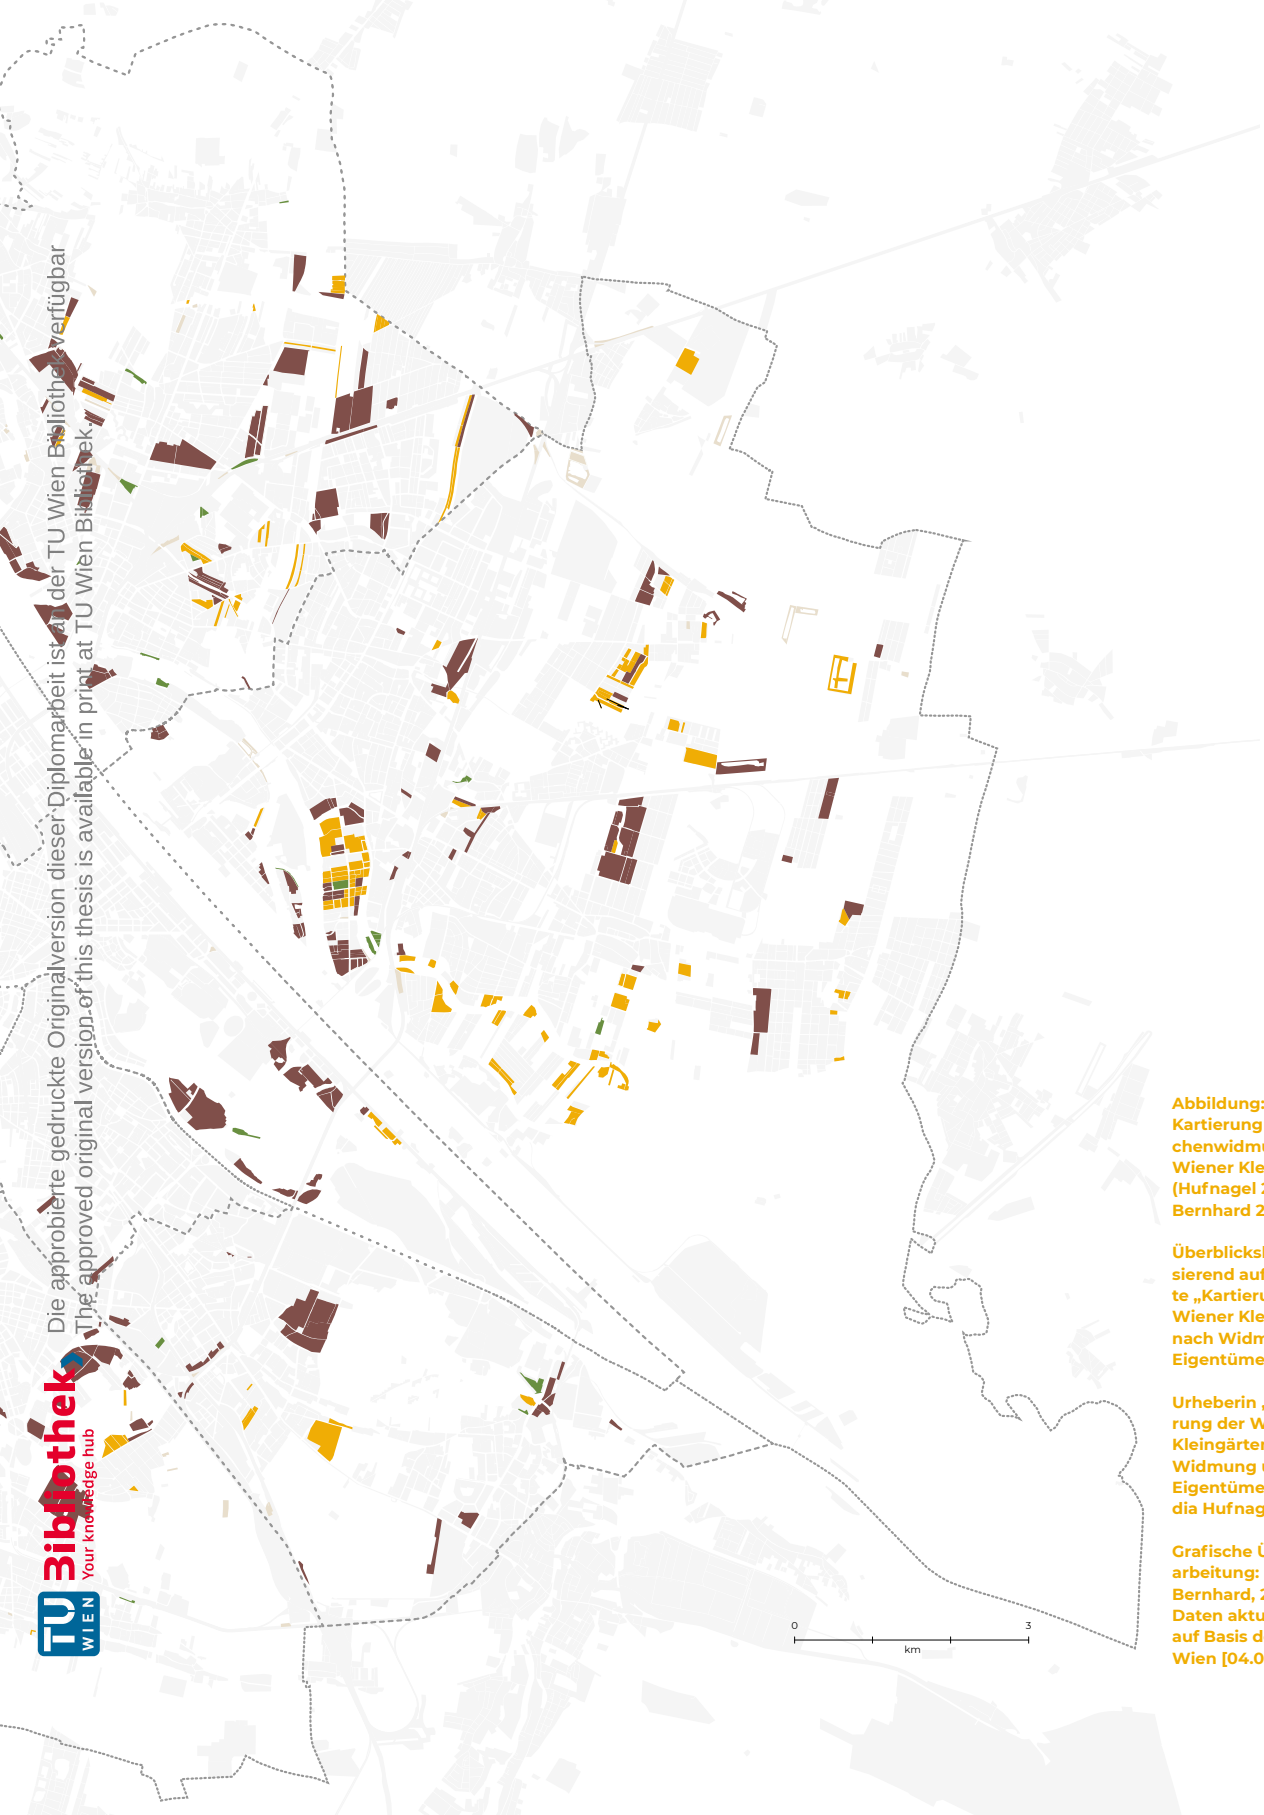 Die approbierte gedruckte Originalversion dieser Diplomarbeit ist an der TU Wien Bibliothek verfügbar
The approved original version of this thesis is available in print at TU Wien Bibliothek.
TU
WIEN
Bibliothek
Your knowledge hub
Abbildung:
Kartierung
chenwidmu
Wiener Kle
(Hufnagel 2
Bernhard 2
Überblicksk
sierend auf
te „Kartieru
Wiener Kle
nach Widm
Eigentüme
Urheberin „
rung der W
Kleingärten
Widmung u
Eigentüme
dia Hufnag
Grafische Ü
arbeitung:
Bernhard, 2
Daten aktu
auf Basis d
Wien [04.0
0
3
km